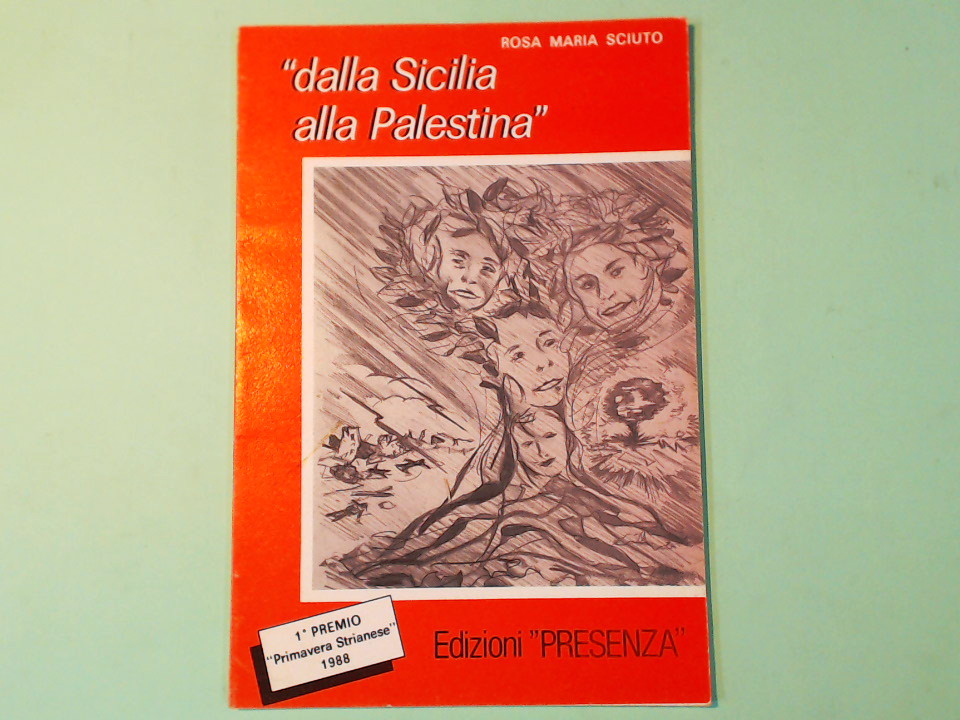 ROSA MARIA SCIUTO
"dalla Sicilia
alla Palestina"
1° PREMIO
"Primavera Strianese"
1988
Edizioni "PRESENZA"